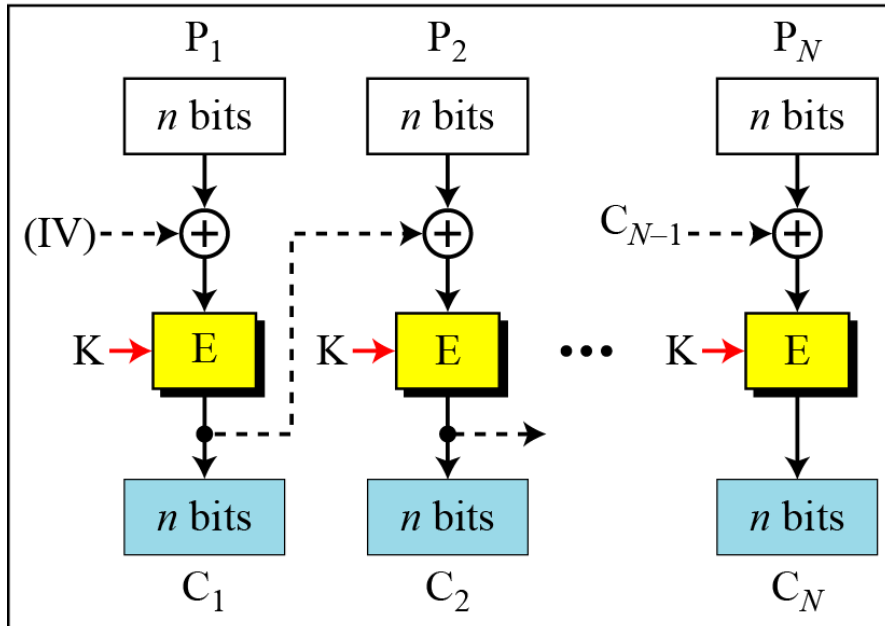 P1 P2 PN
n bits n bits n bits
(IV) + + CN–1 +
K E K E ••• K E
n bits n bits n bits
C1 C2 CN